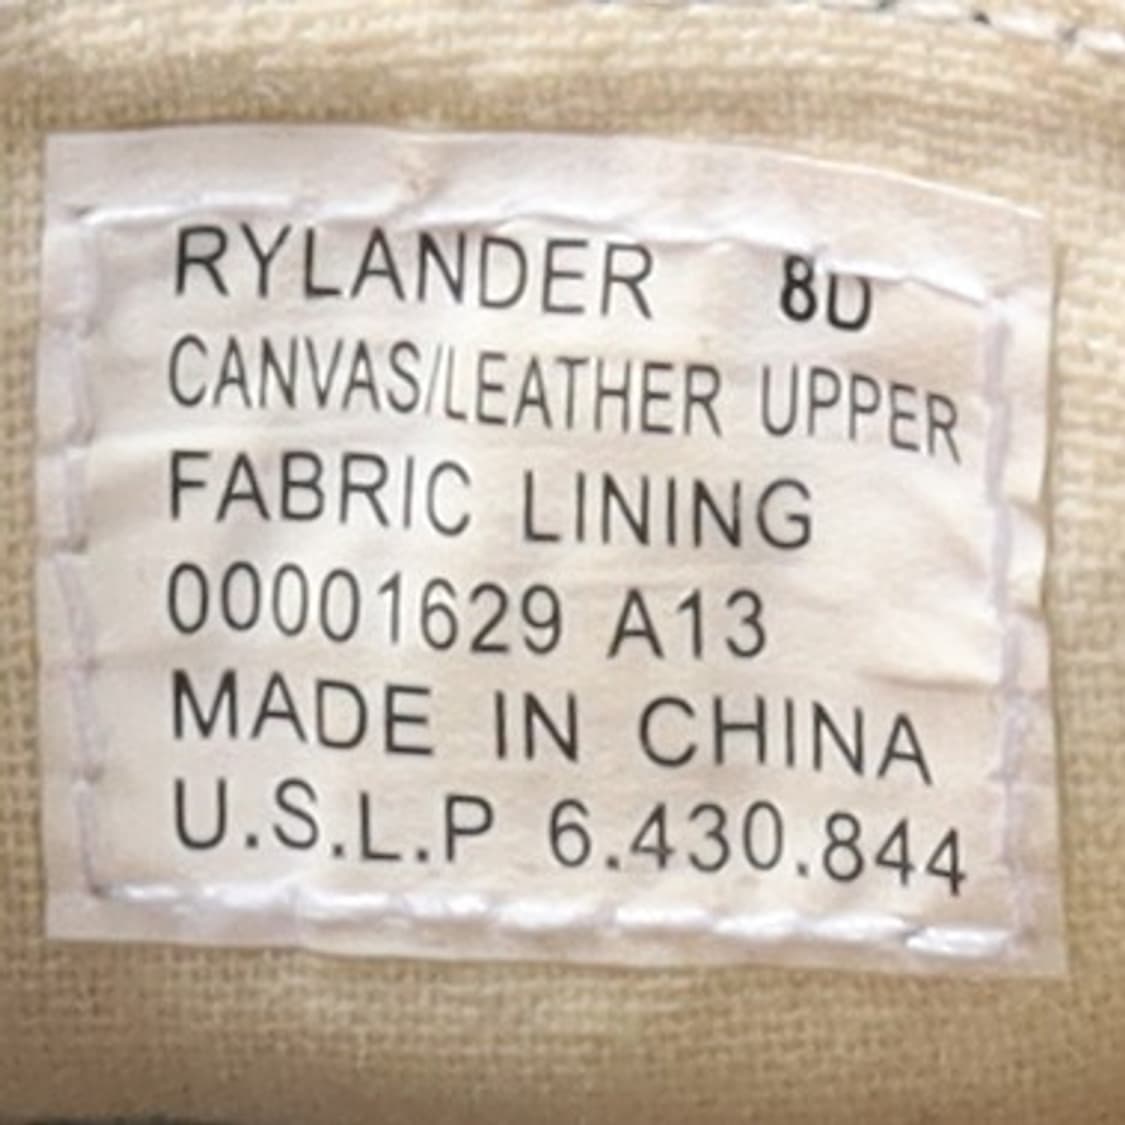 RYLANDER 8D
CANVAS/LEATHER UPPER
FABRIC LINING
00001629 A13
MADE IN CHINA
U.S.L.P 6.430.844